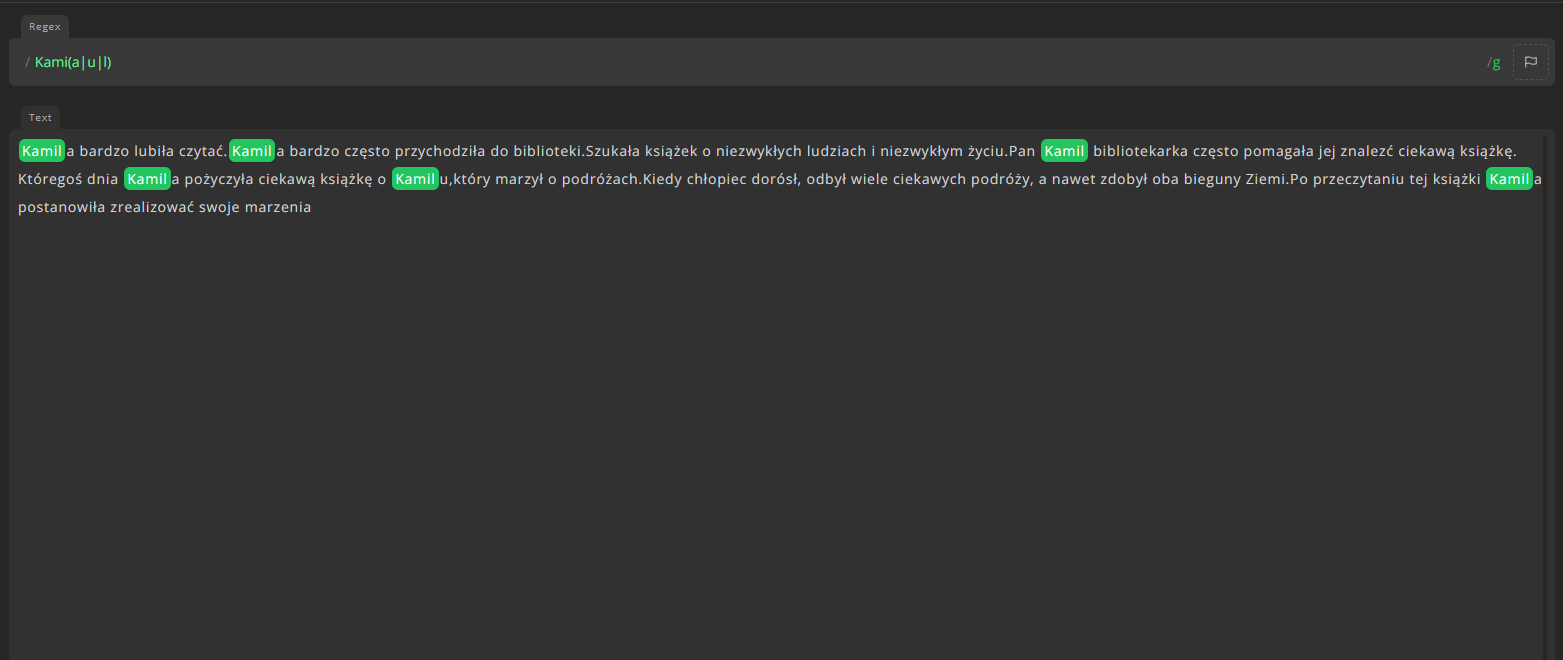 Regex
/ Kami(a|u|l) /g
Text
Kamila bardzo lubiła czytać.Kamila bardzo często przychodziła do biblioteki.Szukała książek o niezwykłych ludziach i niezwykłym życiu.Pan Kamil bibliotekarka często pomagała jej znalezć ciekawą książkę.
Któregoś dnia Kamila pożyczyła ciekawą książkę o Kamilu,który marzył o podróżach.Kiedy chłopiec dorósł, odbył wiele ciekawych podróży, a nawet zdobył oba bieguny Ziemi.Po przeczytaniu tej książki Kamila
postanowiła zrealizować swoje marzenia